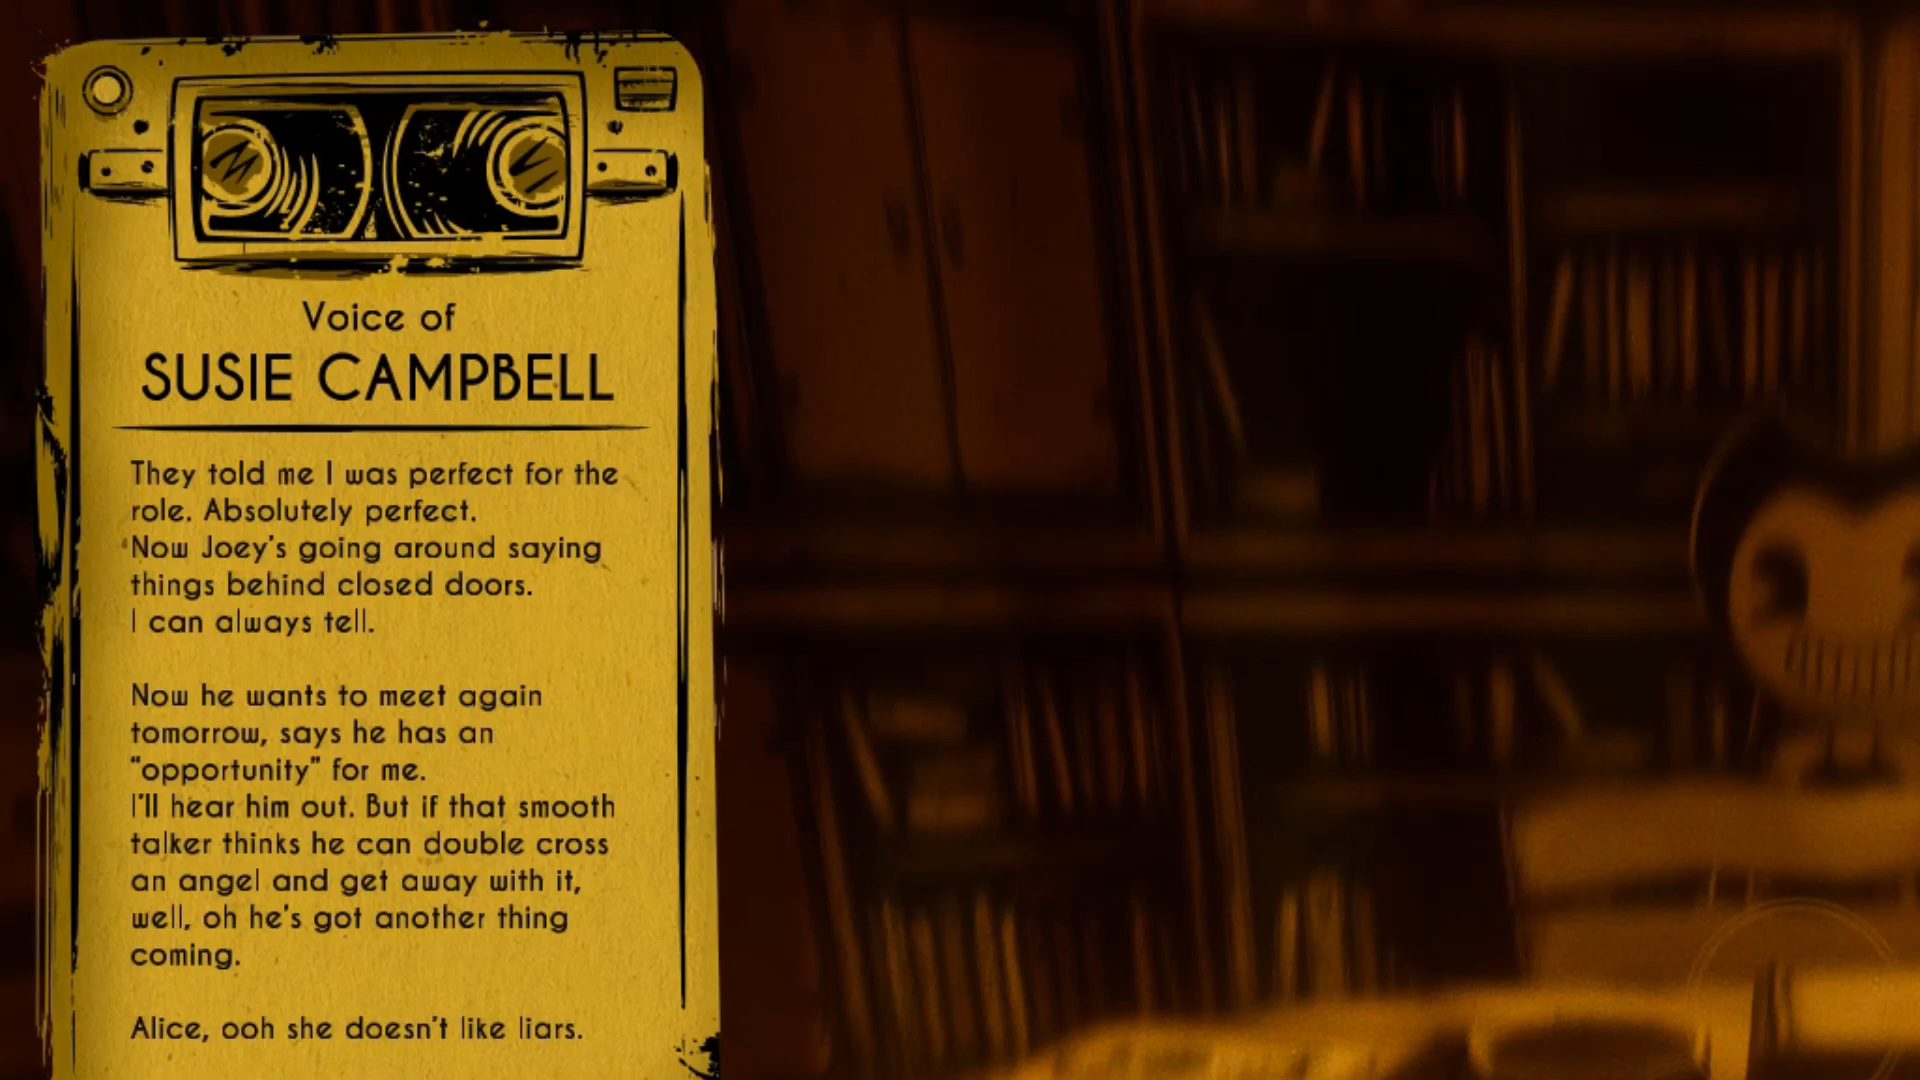 Voice of
SUSIE CAMPBELL
They told me I was perfect for the
role. Absolutely perfect.
Now Joey's going around saying
things behind closed doors.
I can always tell.
Now he wants to meet again
tomorrow, says he has an
“opportunity” for me.
I'll hear him out. But if that smooth
talker thinks he can double cross
an angel and get away with it,
well, oh he's got another thing
coming.
Alice, ooh she doesn't like liars.